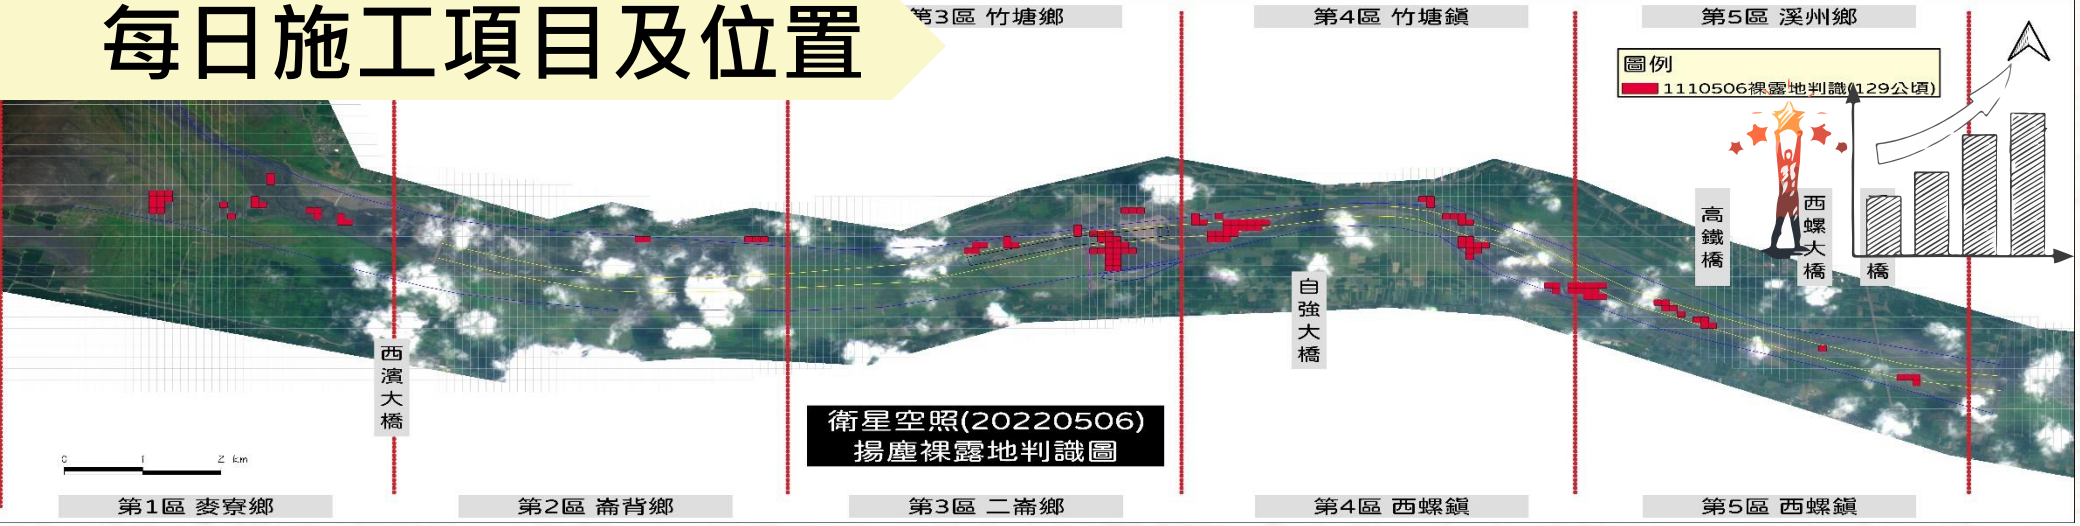 每日施工項目及位置
第3區 竹塘鄉
第4區 竹塘鎮
第5區 溪州鄉
圖例
1110506裸露地判識(129公頃)
高鐵橋
西螺大橋
橋
自強大橋
西濱大橋
衛星空照(20220506)
揚塵裸露地判識圖
0 1 2 km
第1區 麥寮鄉
第2區 崙背鄉
第3區 二崙鄉
第4區 西螺鎮
第5區 西螺鎮